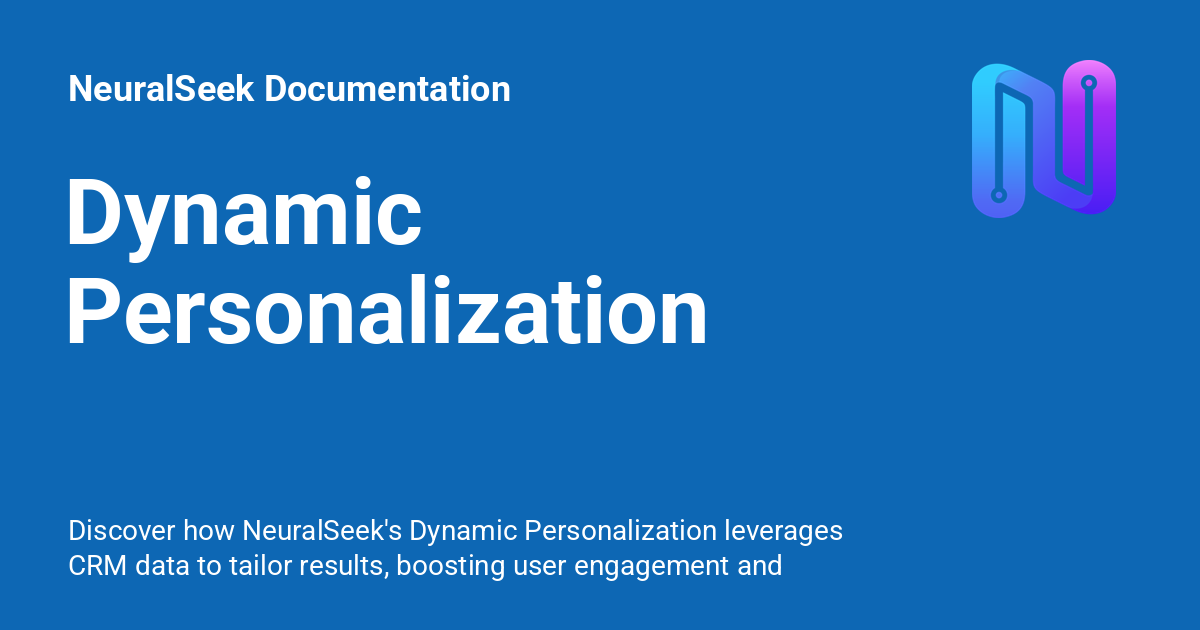 NeuralSeek Documentation
Dynamic
Personalization
Discover how NeuralSeek's Dynamic Personalization leverages
CRM data to tailor results, boosting user engagement and